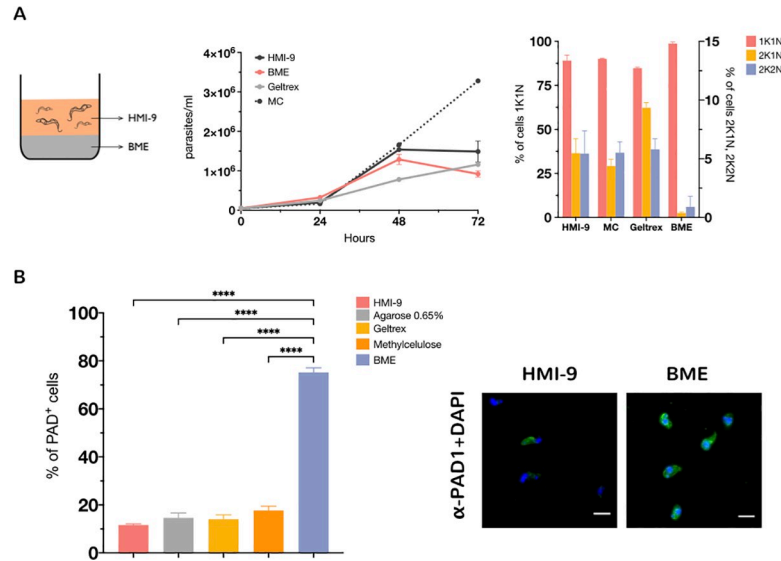 A
HMI-9
BME
parasites/ml
4×10⁶
3×10⁶
2×10⁶
1×10⁶
0
0
24
48
72
Hours
HMI-9
BME
Geltrex
MC
% of cells 1K1N
100
75
50
25
0
HMI-9
MC
Geltrex
BME
15
10
5
0
% of cells 2K1N, 2K2N
1K1N
2K1N
2K2N
B
% of PAD⁺ cells
100
80
60
40
20
0
****
****
****
****
HMI-9
Agarose 0.65%
Geltrex
Methylcelulose
BME
HMI-9
BME
α-PAD1+DAPI